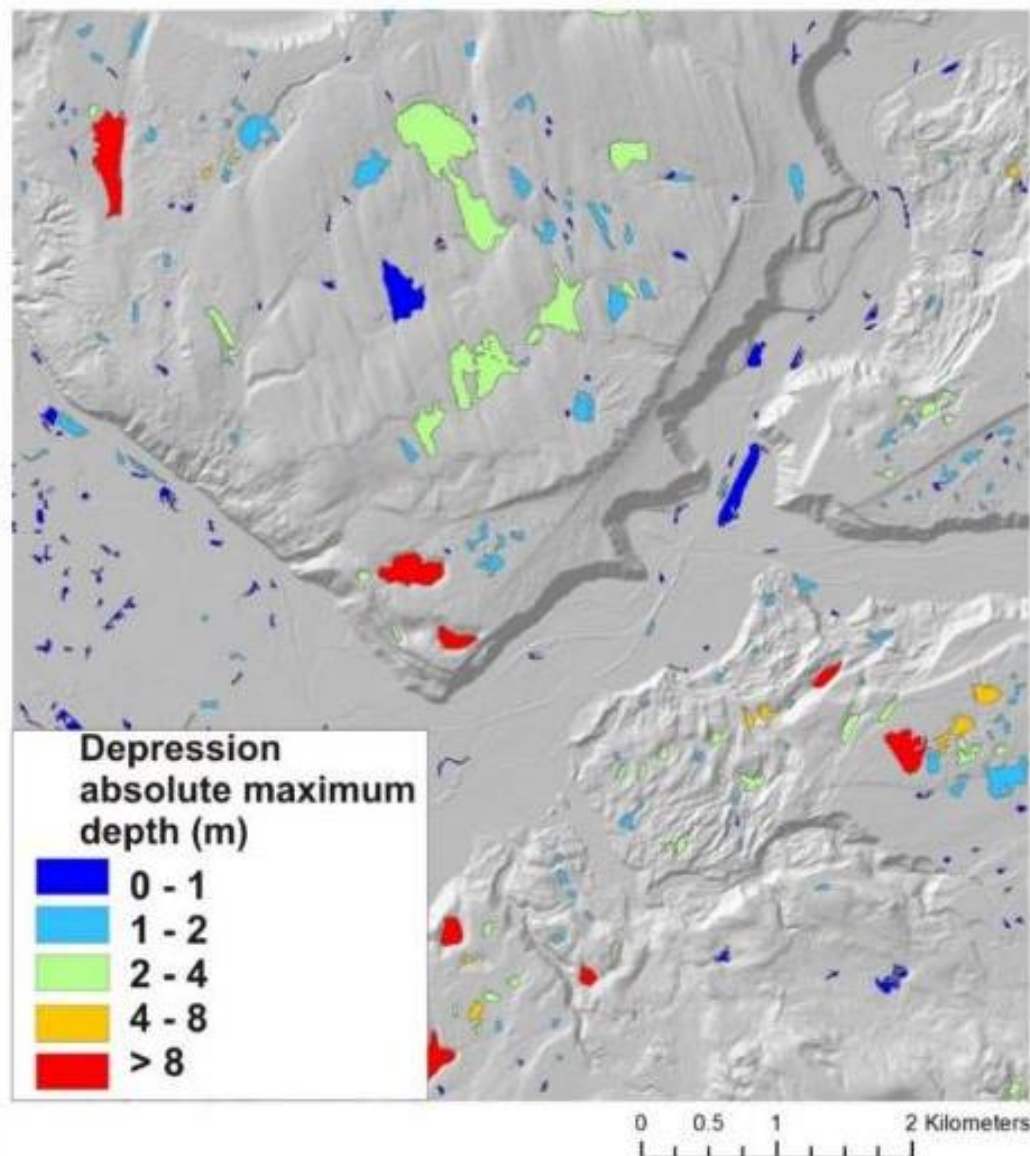 Depression
absolute maximum
depth (m)
0 - 1
1 - 2
2 - 4
4 - 8
> 8
0 0.5 1 2 Kilometers